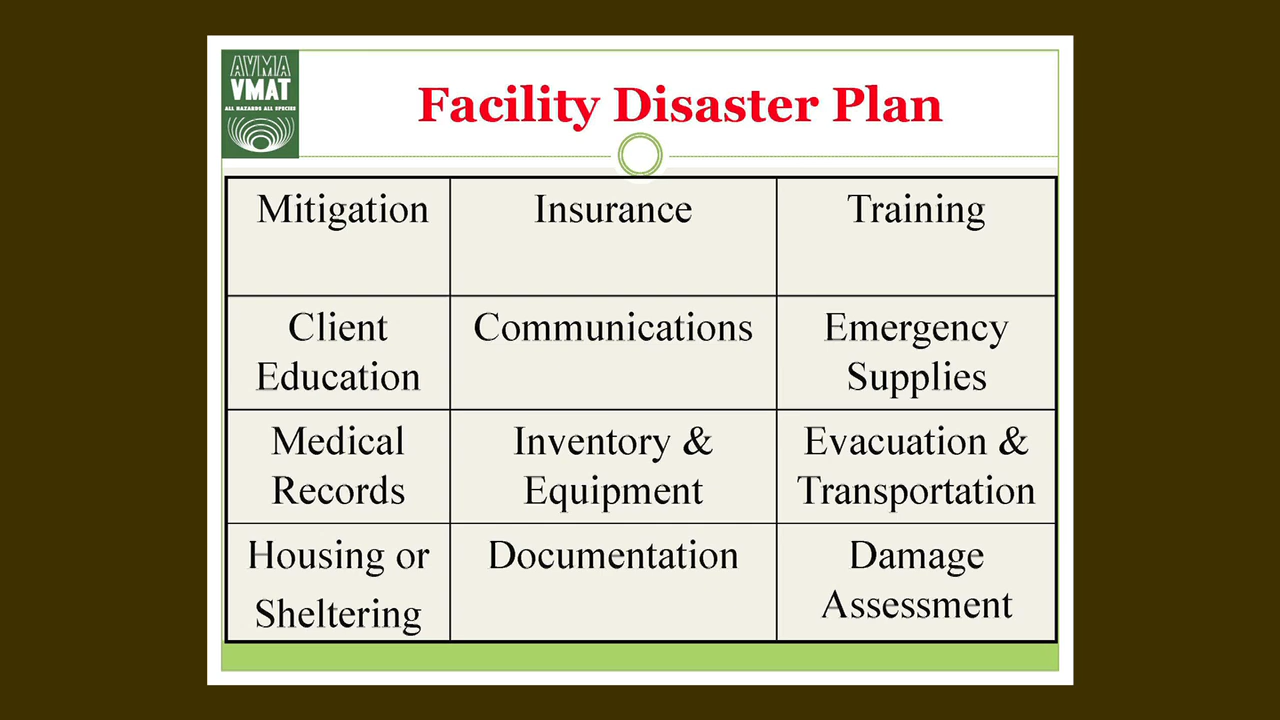 AVMA
VMAT
ALL HAZARDS ALL SPECIES
Facility Disaster Plan
Mitigation
Insurance
Training
Client
Education
Communications
Emergency
Supplies
Medical
Records
Inventory &
Equipment
Evacuation &
Transportation
Housing or
Sheltering
Documentation
Damage
Assessment